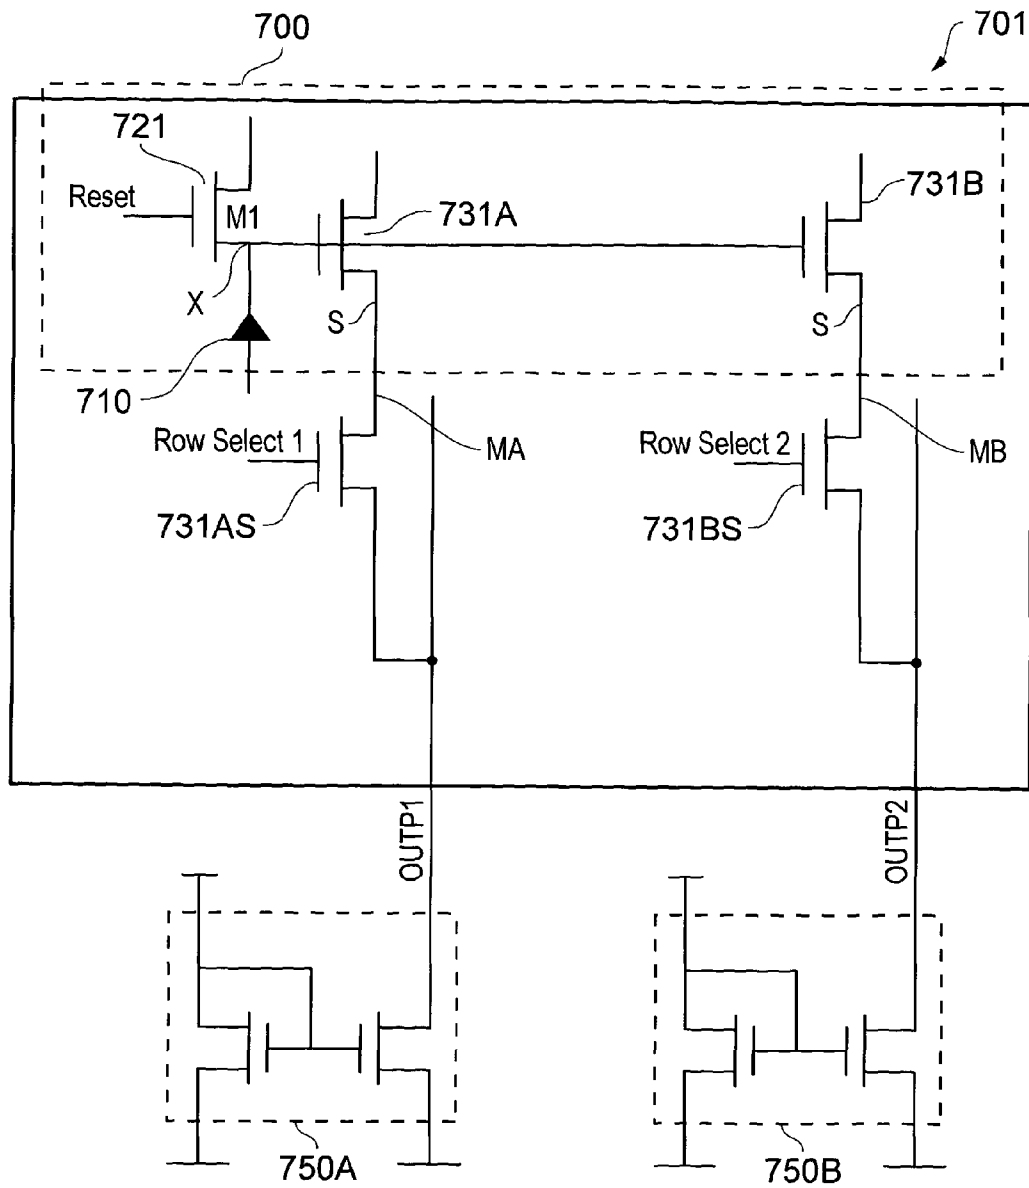 700
701
721
Reset
M1
731A
731B
X
S
S
710
Row Select 1
MA
Row Select 2
MB
731AS
731BS
OUTP1
OUTP2
750A
750B